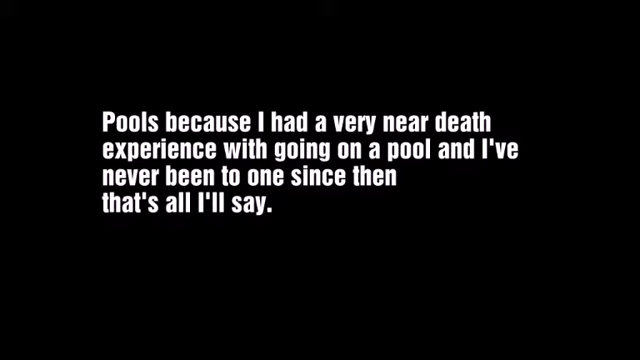 Pools because I had a very near death
experience with going on a pool and I've
never been to one since then
that's all I'll say.